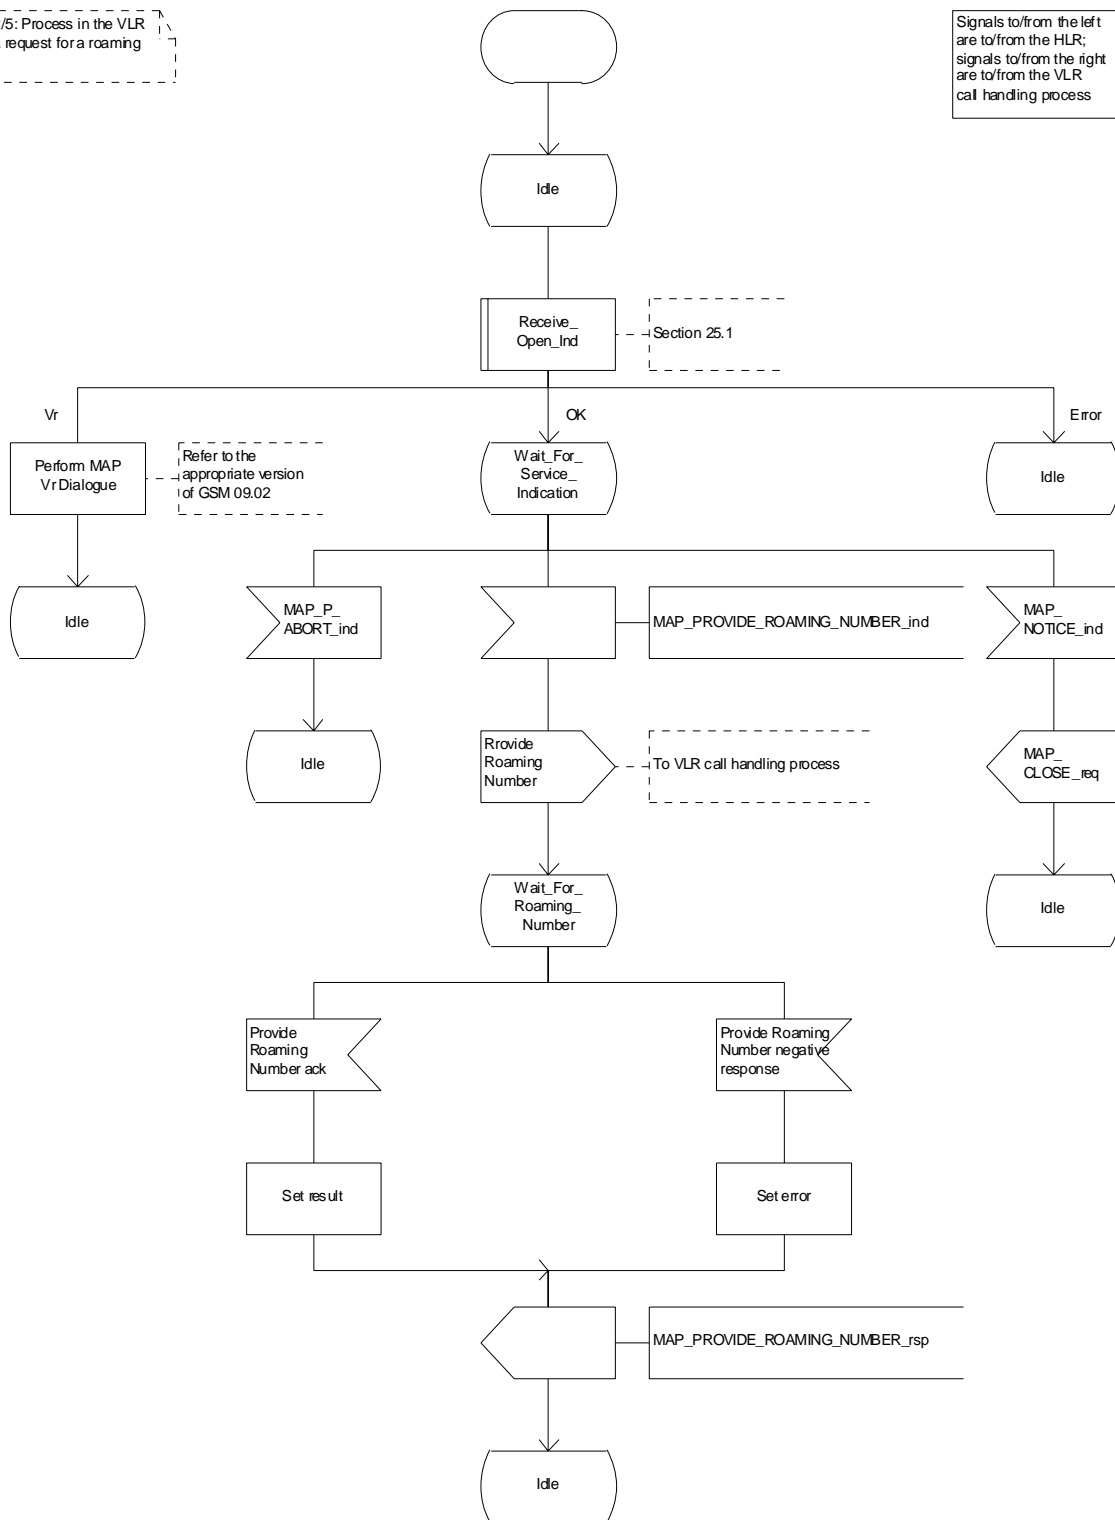 /5: Process in the VLR
request for a roaming
Signals to/from the left
are to/from the HLR;
signals to/from the right
are to/from the VLR
call handling process
Idle
Receive_
Open_Ind
Section 25.1
Vr
OK
Error
Perform MAP
Vr Dialogue
Refer to the
appropriate version
of GSM 09.02
Wait_For_
Service_
Indication
Idle
Idle
MAP_P_
ABORT_ind
MAP_PROVIDE_ROAMING_NUMBER_ind
MAP_
NOTICE_ind
Idle
Rrovide
Roaming
Number
To VLR call handling process
MAP_
CLOSE_req
Wait_For_
Roaming_
Number
Idle
Provide
Roaming
Number ack
Provide Roaming
Number negative
response
Set result
Set error
MAP_PROVIDE_ROAMING_NUMBER_rsp
Idle